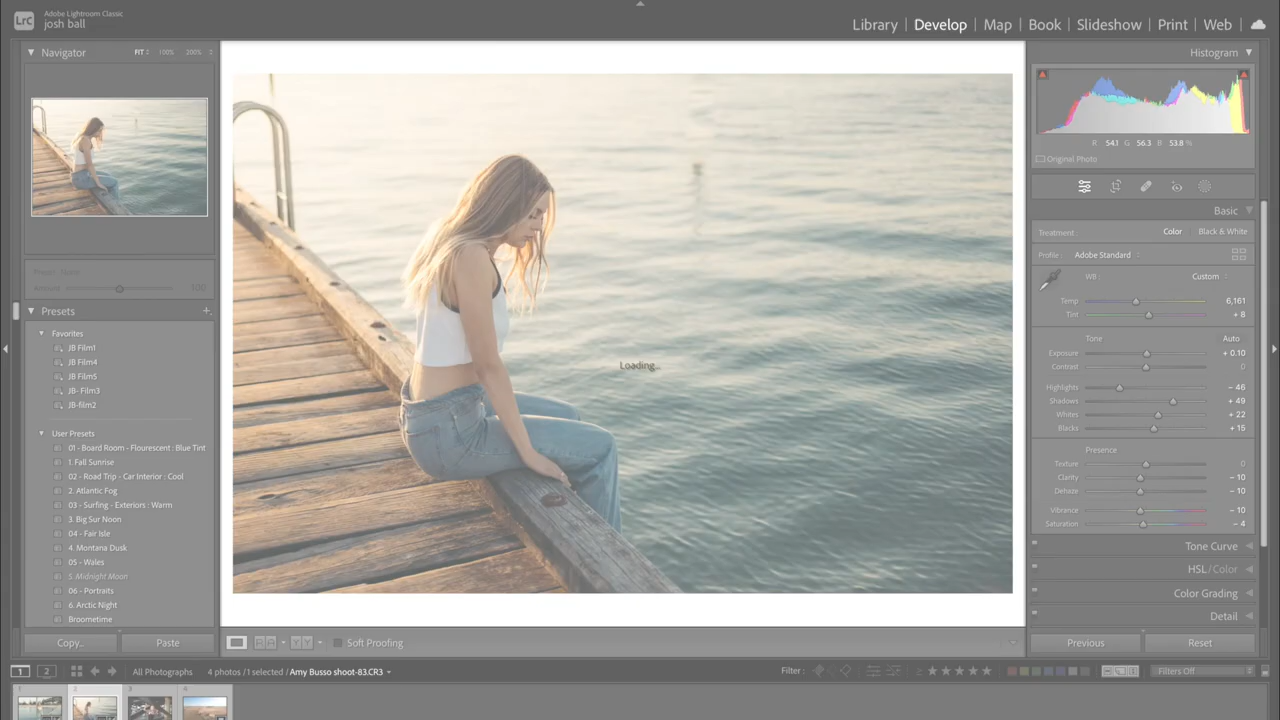 LrC
Adobe Lightroom Classic
josh ball
Library | Develop | Map | Book | Slideshow | Print | Web
Navigator FIT 100% 200%
Histogram
R 54.1 G 56.3 B 53.8 %
Original Photo
Basic
Treatment: Color Black & White
Profile: Adobe Standard
WB: Custom
Temp 6,161
Tint + 8
Tone Auto
Exposure + 0.10
Contrast 0
Highlights – 46
Shadows + 49
Whites + 22
Blacks + 15
Presence
Texture 0
Clarity – 10
Dehaze – 10
Vibrance – 10
Saturation – 4
Tone Curve
HSL / Color
Color Grading
Detail
Previous Reset
Amount 100
Presets +
Favorites
JB Film1
JB Film4
JB Film5
JB- Film3
JB-film2
User Presets
01 - Board Room - Flourescent : Blue Tint
1. Fall Sunrise
02 - Road Trip - Car Interior : Cool
2. Atlantic Fog
03 - Surfing - Exteriors : Warm
3. Big Sur Noon
04 - Fair Isle
4. Montana Dusk
05 - Wales
5. Midnight Moon
06 - Portraits
6. Arctic Night
Broometime
Copy... Paste
Loading...
Soft Proofing
1 2 All Photographs 4 photos / 1 selected / Amy Busso shoot-83.CR3
Filter : Filters Off
1 2 3 4